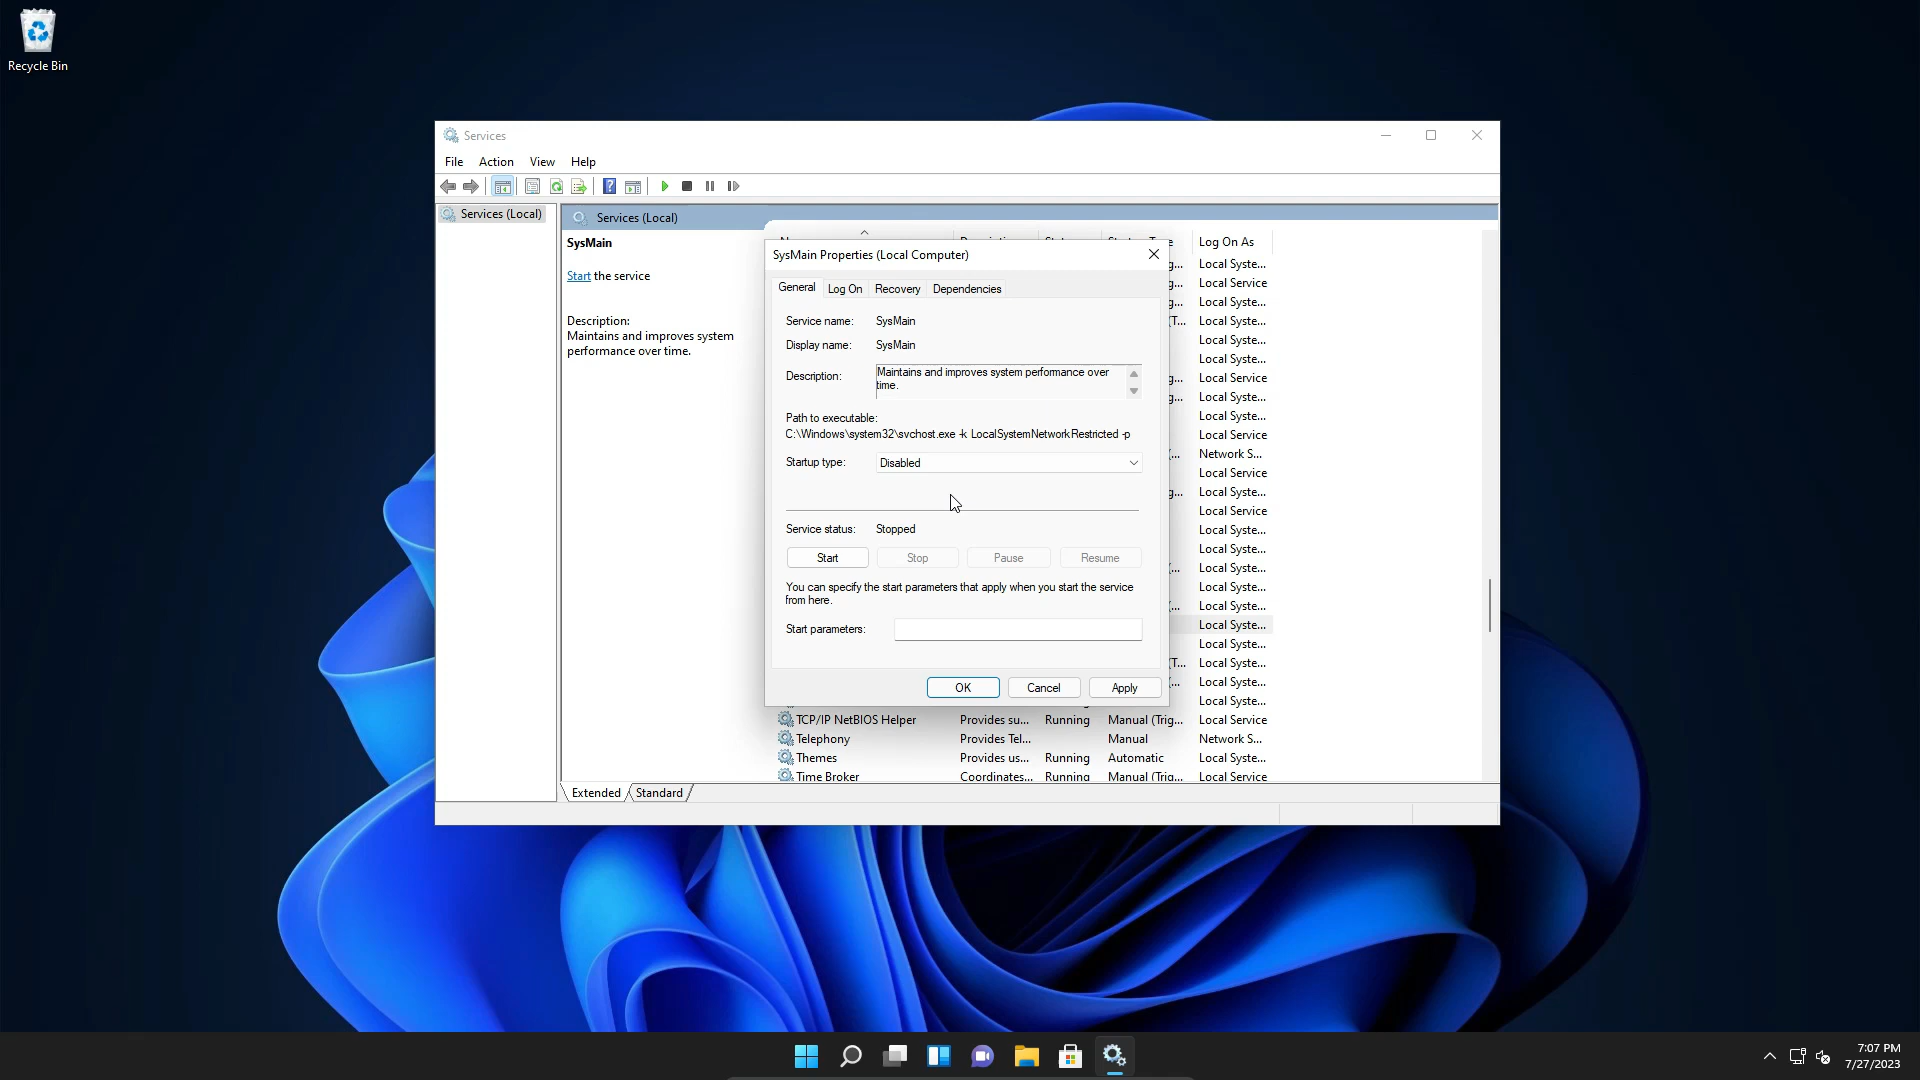 Recycle Bin
Services
File Action View Help
Services (Local)
Services (Local)
SysMain
Start the service
Description:
Maintains and improves system
performance over time.
Log On As
SysMain Properties (Local Computer)
General Log On Recovery Dependencies
Service name: SysMain
Display name: SysMain
Description: Maintains and improves system performance over
time.
Path to executable:
C:\Windows\system32\svchost.exe -k LocalSystemNetworkRestricted -p
Startup type: Disabled
Service status: Stopped
Start Stop Pause Resume
You can specify the start parameters that apply when you start the service
from here.
Start parameters:
OK Cancel Apply
Local Syste...
Local Service
Local Syste...
Local Syste...
Local Syste...
Local Syste...
Local Service
Local Syste...
Local Syste...
Local Service
Network S...
Local Service
Local Syste...
Local Service
Local Syste...
Local Syste...
Local Syste...
Local Syste...
Local Syste...
Local Syste...
Local Syste...
Local Syste...
Local Syste...
Local Syste...
TCP/IP NetBIOS Helper Provides su... Running Manual (Trig... Local Service
Telephony Provides Tel... Manual Network S...
Themes Provides us... Running Automatic Local Syste...
Time Broker Coordinates... Running Manual (Trig... Local Service
Extended Standard
7:07 PM
7/27/2023